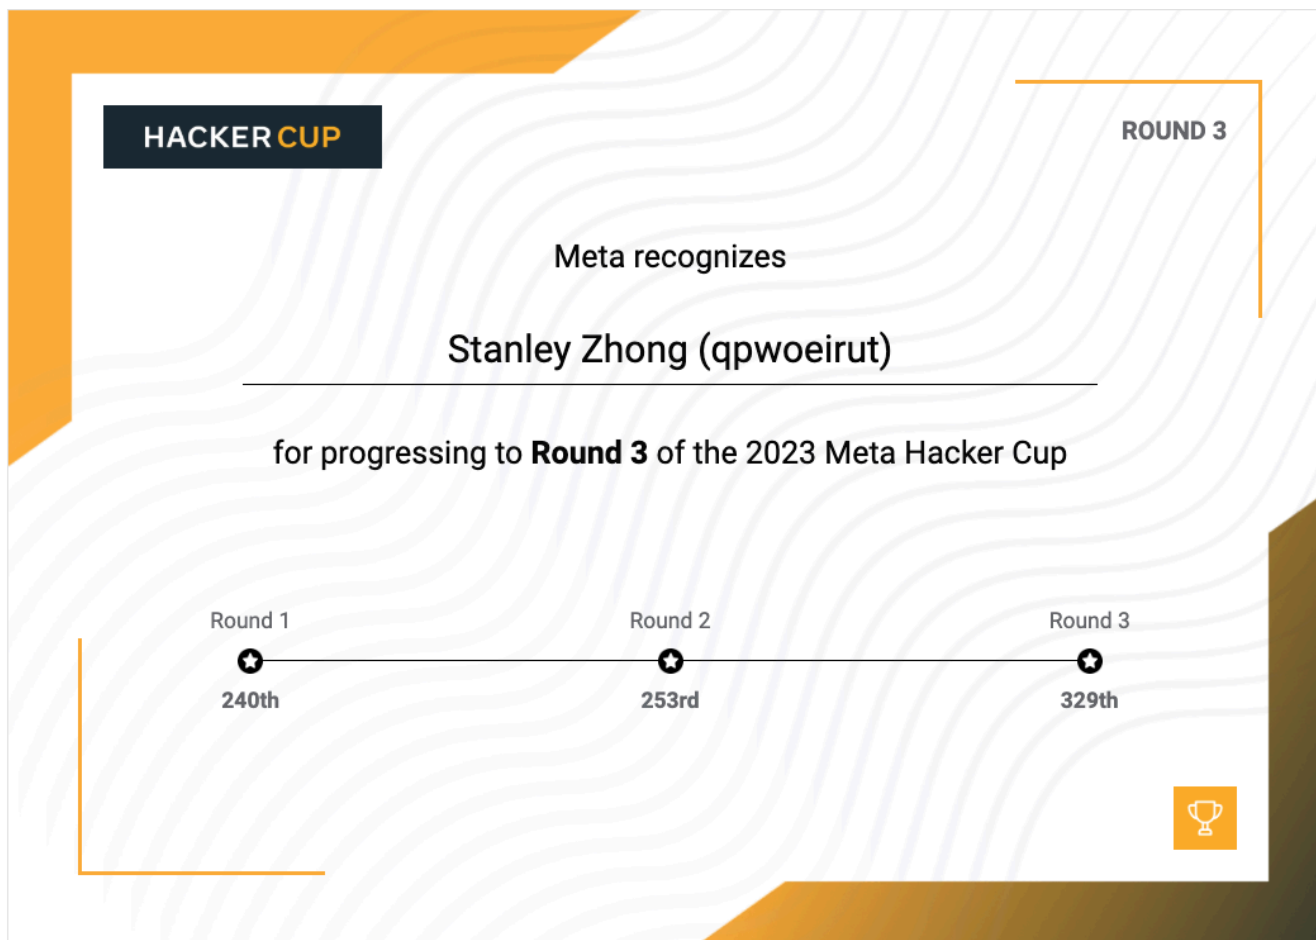 HACKER CUP
ROUND 3
Meta recognizes
Stanley Zhong (qpwoeirut)
for progressing to Round 3 of the 2023 Meta Hacker Cup
Round 1
Round 2
Round 3
240th
253rd
329th